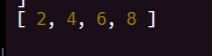 [ 2, 4, 6, 8 ]